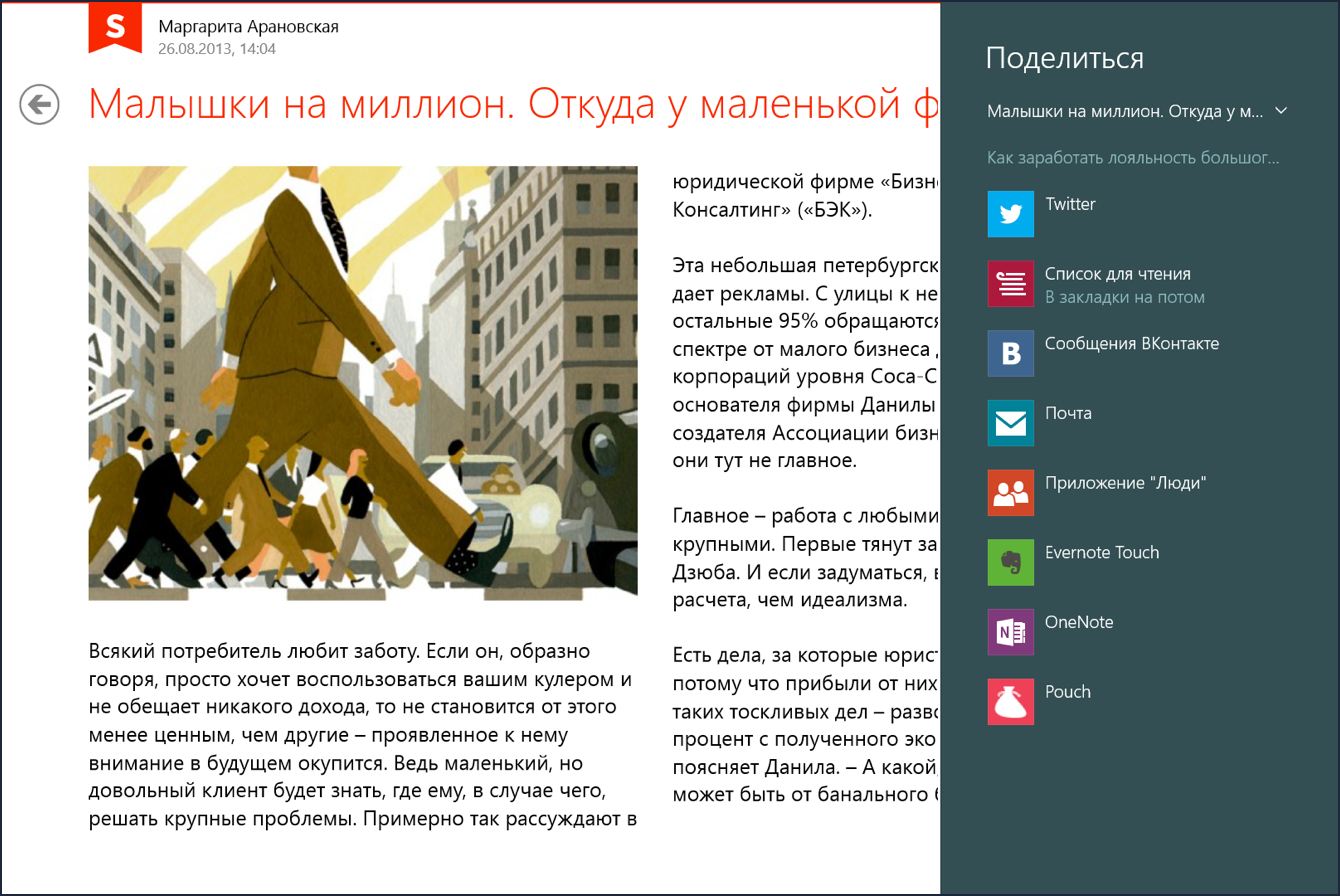 S
Маргарита Арановская
26.08.2013, 14:04
Малышки на миллион. Откуда у маленькой ф
Всякий потребитель любит заботу. Если он, образно
говоря, просто хочет воспользоваться вашим кулером и
не обещает никакого дохода, то не становится от этого
менее ценным, чем другие – проявленное к нему
внимание в будущем окупится. Ведь маленький, но
довольный клиент будет знать, где ему, в случае чего,
решать крупные проблемы. Примерно так рассуждают в
юридической фирме «Бизн
Консалтинг» («БЭК»).
Эта небольшая петербургск
дает рекламы. С улицы к не
остальные 95% обращаются
спектре от малого бизнеса
корпораций уровня Coca-C
основателя фирмы Данилы
создателя Ассоциации бизн
они тут не главное.
Главное – работа с любыми
крупными. Первые тянут за
Дзюба. И если задуматься,
расчета, чем идеализма.
Есть дела, за которые юрист
потому что прибыли от них
таких тоскливых дел – разво
процент с полученного эко
поясняет Данила. – А какой
может быть от банального
Поделиться
Малышки на миллион. Откуда у м...
Как заработать лояльность большог...
Twitter
Список для чтения
В закладки на потом
B
Сообщения ВКонтакте
Почта
Приложение "Люди"
Evernote Touch
N
OneNote
Pouch